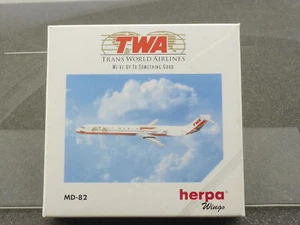 TWA
TRANS WORLD AIRLINES
WE'RE UP TO SOMETHING GOOD
MD-82
herpa
Wings